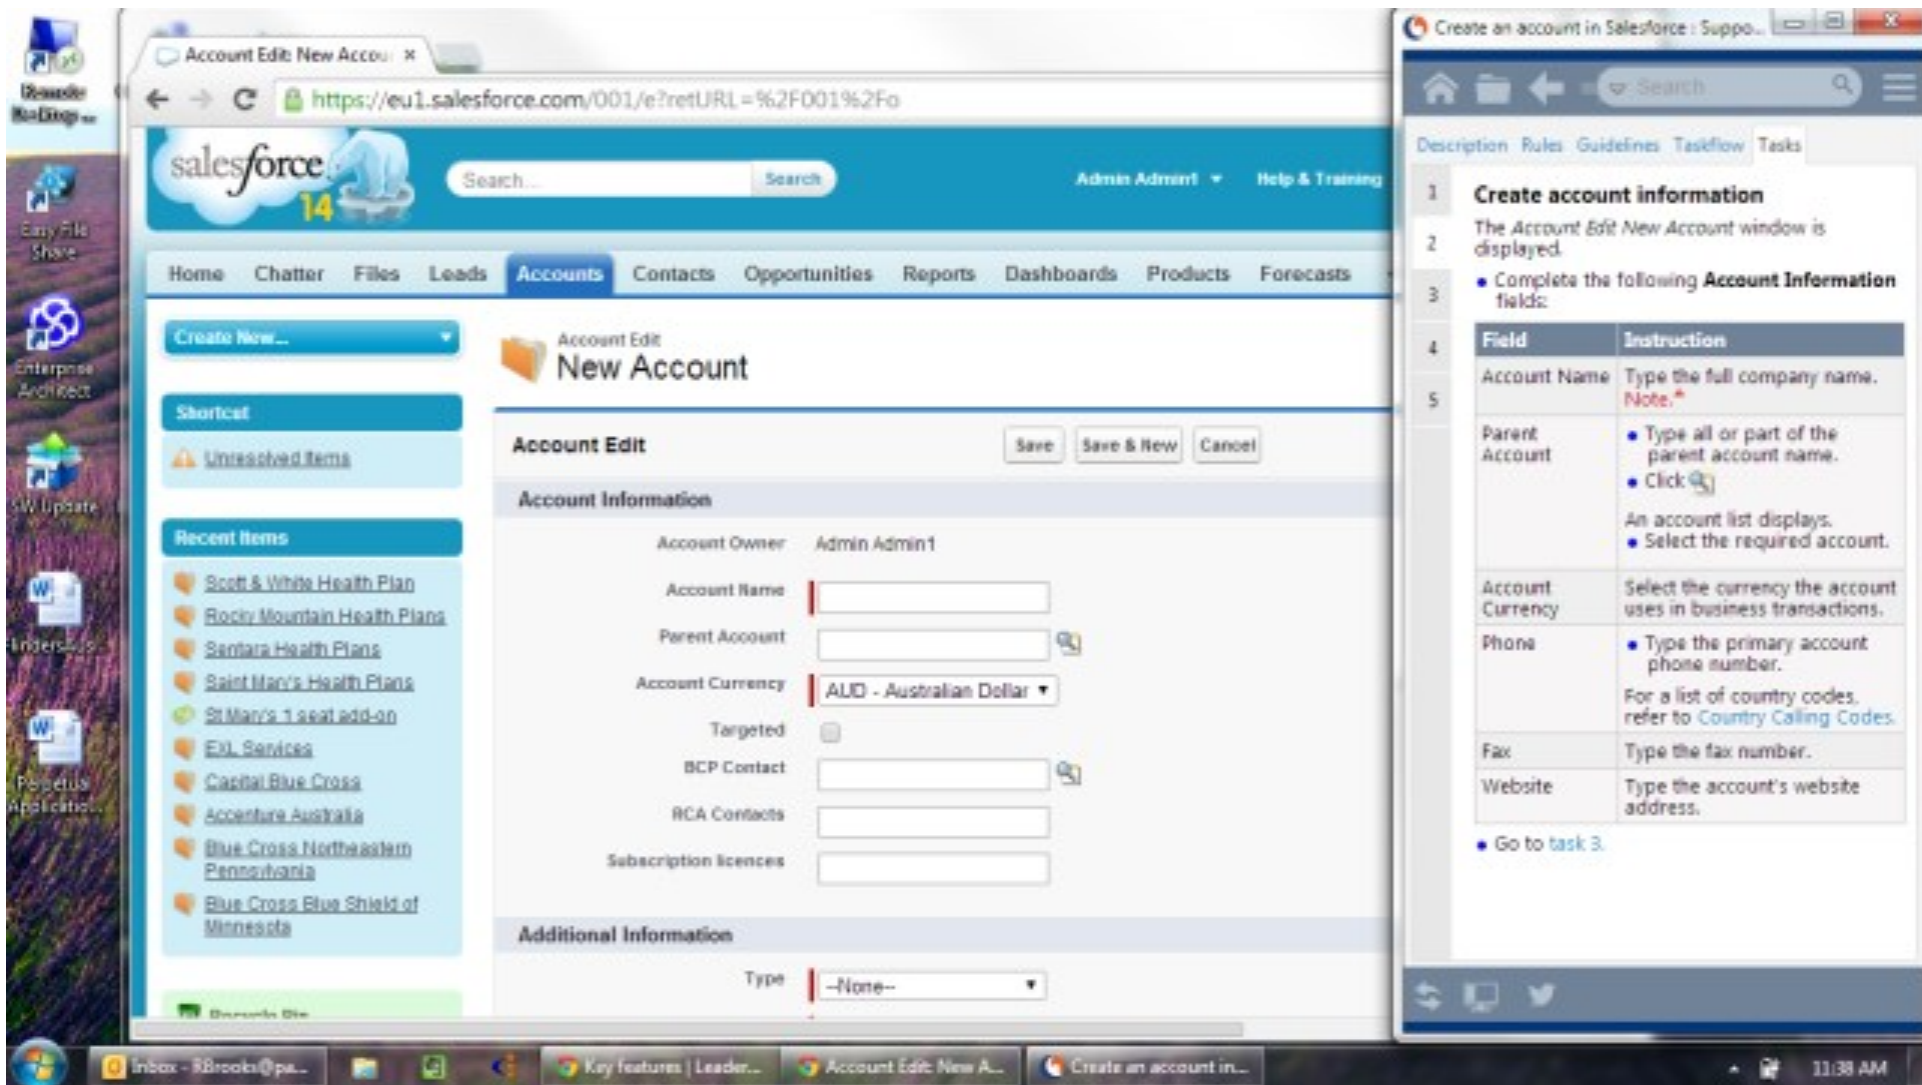 Easy File
Share
Enterprise
Architect
SW Update
Perpetual
Applicatio...
Account Edit: New Accou
https://eu1.salesforce.com/001/e?retURL=%2F001%2Fo
salesforce
14
Search...
Search
Admin Admin1
Help & Training
Home Chatter Files Leads Accounts Contacts Opportunities Reports Dashboards Products Forecasts
Create New...
Shortcut
Unresolved Items
Recent Items
Scott & White Health Plan
Rocky Mountain Health Plans
Sentara Health Plans
Saint Mary's Health Plans
St Mary's 1 seat add-on
EXL Services
Capital Blue Cross
Accenture Australia
Blue Cross Northeastern
Pennsylvania
Blue Cross Blue Shield of
Minnesota
Recycle Bin
Account Edit
New Account
Account Edit
Save Save & New Cancel
Account Information
Account Owner Admin Admin1
Account Name
Parent Account
Account Currency AUD - Australian Dollar
Targeted
BCP Contact
RCA Contacts
Subscription licences
Additional Information
Type --None--
Create an account in Salesforce : Suppo...
Search
Description Rules Guidelines Taskflow Tasks
1
2
3
4
5
Create account information
The Account Edit New Account window is
displayed.
• Complete the following Account Information
fields:
Field Instruction
Account Name Type the full company name.
Note.*
Parent
Account
• Type all or part of the
parent account name.
• Click
An account list displays.
• Select the required account.
Account
Currency
Select the currency the account
uses in business transactions.
Phone
• Type the primary account
phone number.
For a list of country codes,
refer to Country Calling Codes.
Fax Type the fax number.
Website Type the account's website
address.
• Go to task 3.
Inbox - RBrooks@pa...
Key features | Leader...
Account Edit: New A...
Create an account in...
11:38 AM